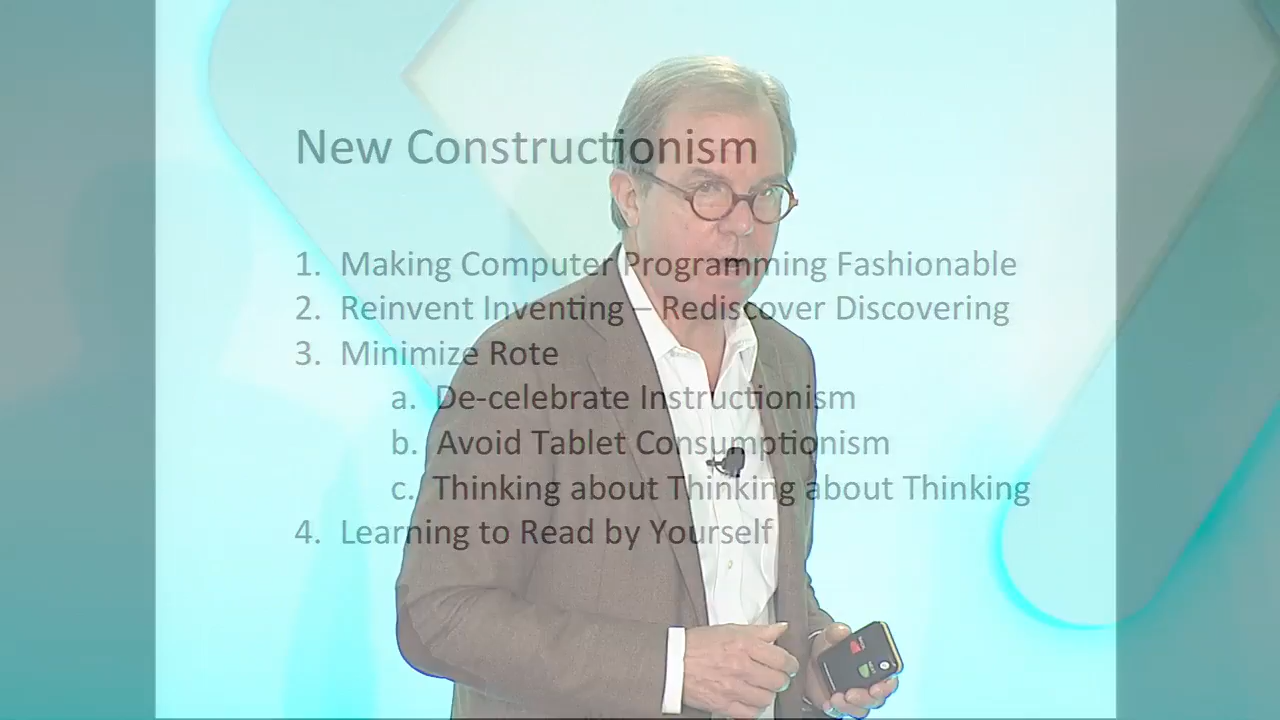 New Constructionism
1. Making Computer Programming Fashionable
2. Reinvent Inventing – Rediscover Discovering
3. Minimize Rote
a. De-celebrate Instructionism
b. Avoid Tablet Consumptionism
c. Thinking about Thinking about Thinking
4. Learning to Read by Yourself